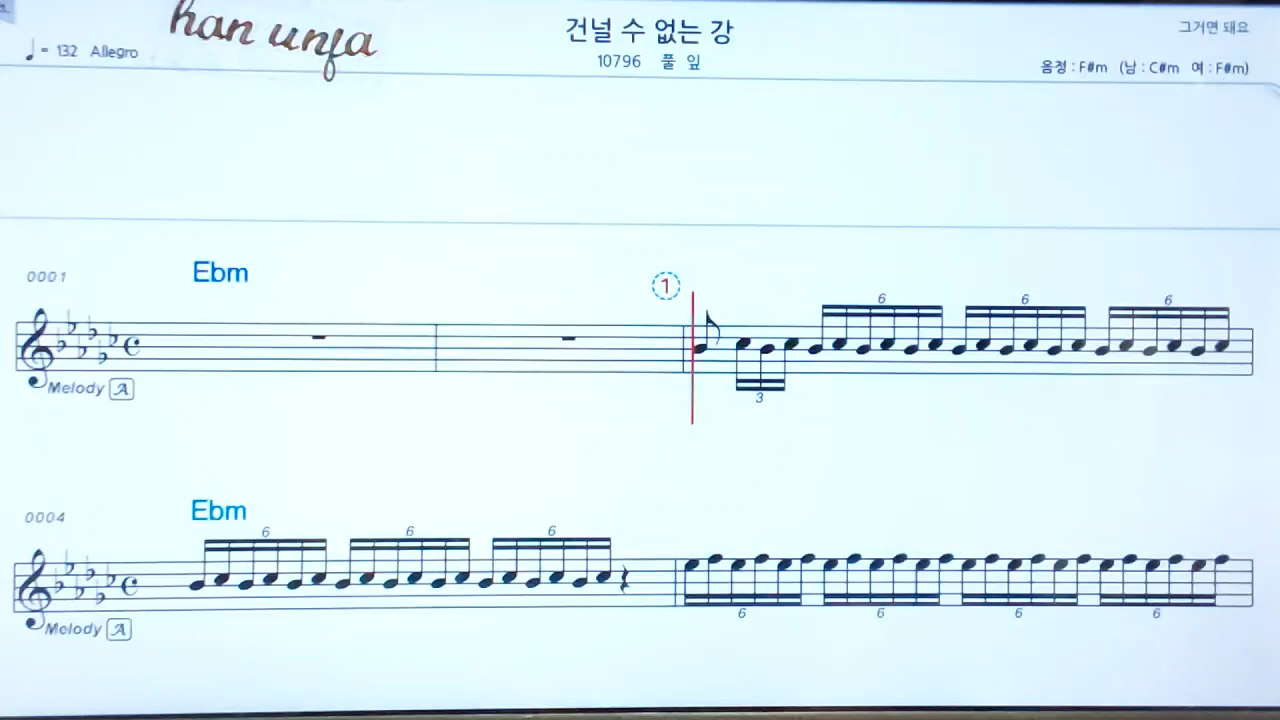 han unja
건널 수 없는 강
그거면 돼요
♩ = 132 Allegro
10796 풀 잎
음정 : F#m (남 : C#m 여 : F#m)
0001
Ebm
1
6 6 6
Melody A
3
0004
Ebm
6 6 6
6 6 6 6
Melody A